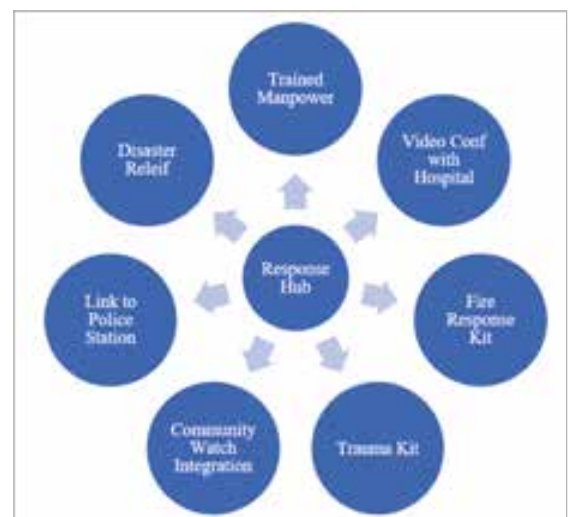 Trained
Manpower
Video Conf
with
Hospital
Fire
Response
Kit
Trauma Kit
Community
Watch
Integration
Link to
Police
Station
Disaster
Releif
Response
Hub